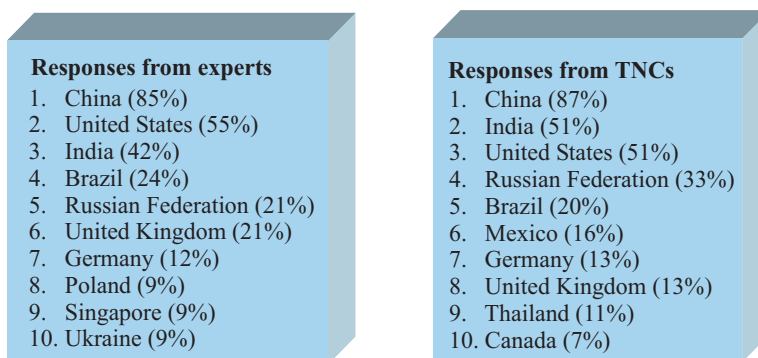 Responses from experts
1. China (85%)
2. United States (55%)
3. India (42%)
4. Brazil (24%)
5. Russian Federation (21%)
6. United Kingdom (21%)
7. Germany (12%)
8. Poland (9%)
9. Singapore (9%)
10. Ukraine (9%)
Responses from TNCs
1. China (87%)
2. India (51%)
3. United States (51%)
4. Russian Federation (33%)
5. Brazil (20%)
6. Mexico (16%)
7. Germany (13%)
8. United Kingdom (13%)
9. Thailand (11%)
10. Canada (7%)